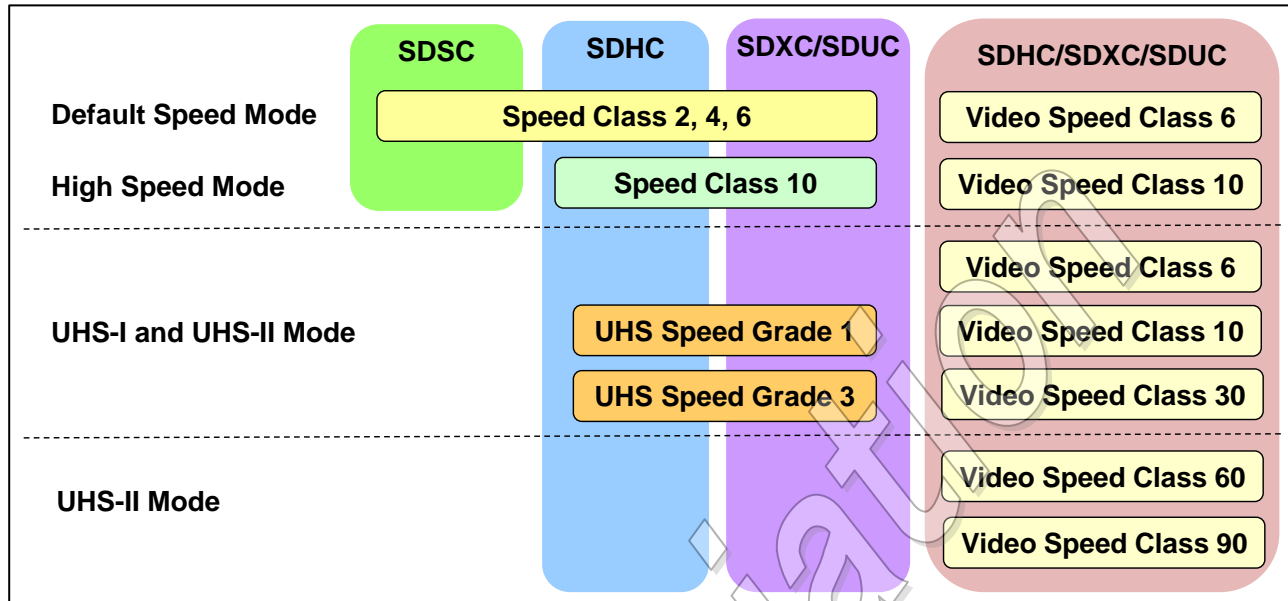 SDSC
SDHC
SDXC/SDUC
SDHC/SDXC/SDUC
Default Speed Mode
Speed Class 2, 4, 6
Video Speed Class 6
High Speed Mode
Speed Class 10
Video Speed Class 10
Video Speed Class 6
UHS-I and UHS-II Mode
UHS Speed Grade 1
Video Speed Class 10
UHS Speed Grade 3
Video Speed Class 30
UHS-II Mode
Video Speed Class 60
Video Speed Class 90